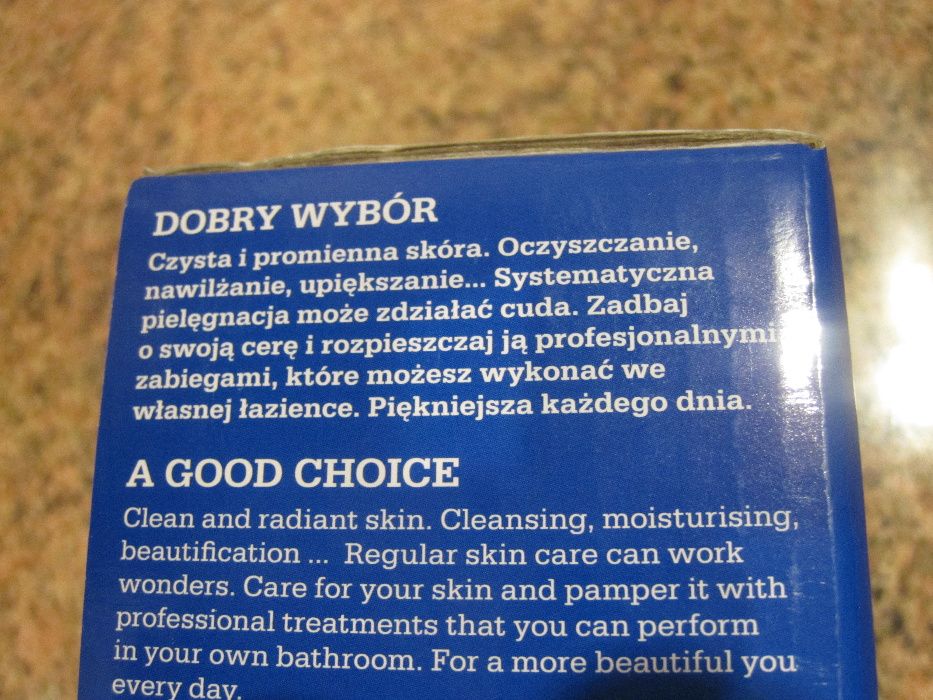 DOBRY WYBÓR
Czysta i promienna skóra. Oczyszczanie,
nawilżanie, upiększanie... Systematyczna
pielęgnacja może zdziałać cuda. Zadbaj
o swoją cerę i rozpieszczaj ją profesjonalnymi
zabiegami, które możesz wykonać we
własnej łazience. Piękniejsza każdego dnia.
A GOOD CHOICE
Clean and radiant skin. Cleansing, moisturising,
beautification ... Regular skin care can work
wonders. Care for your skin and pamper it with
professional treatments that you can perform
in your own bathroom. For a more beautiful you
every day.